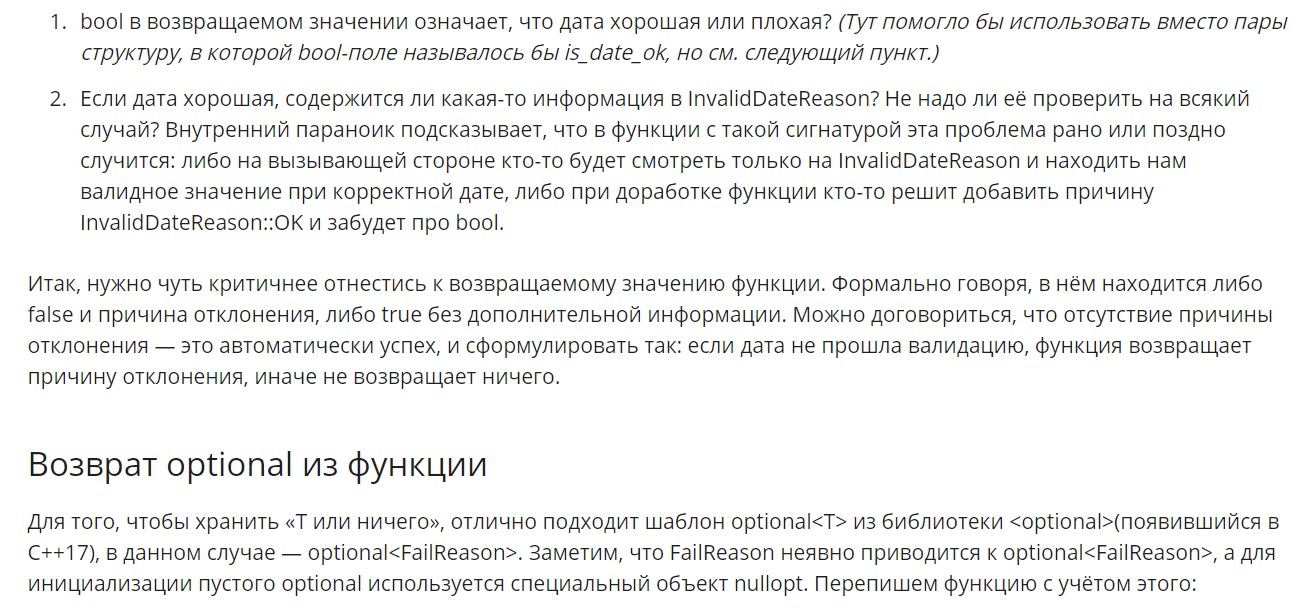 1. bool в возвращаемом значении означает, что дата хорошая или плохая? (Тут помогло бы использовать вместо пары
структуру, в которой bool-поле называлось бы is_date_ok, но см. следующий пункт.)
2. Если дата хорошая, содержится ли какая-то информация в InvalidDateReason? Не надо ли её проверить на всякий
случай? Внутренний параноик подсказывает, что в функции с такой сигнатурой эта проблема рано или поздно
случится: либо на вызывающей стороне кто-то будет смотреть только на InvalidDateReason и находить нам
валидное значение при корректной дате, либо при доработке функции кто-то решит добавить причину
InvalidDateReason::OK и забудет про bool.
Итак, нужно чуть критичнее отнестись к возвращаемому значению функции. Формально говоря, в нём находится либо
false и причина отклонения, либо true без дополнительной информации. Можно договориться, что отсутствие причины
отклонения — это автоматически успех, и сформулировать так: если дата не прошла валидацию, функция возвращает
причину отклонения, иначе не возвращает ничего.
Возврат optional из функции
Для того, чтобы хранить «T или ничего», отлично подходит шаблон optional<T> из библиотеки <optional>(появившийся в
C++17), в данном случае — optional<FailReason>. Заметим, что FailReason неявно приводится к optional<FailReason>, а для
инициализации пустого optional используется специальный объект nullopt. Перепишем функцию с учётом этого: